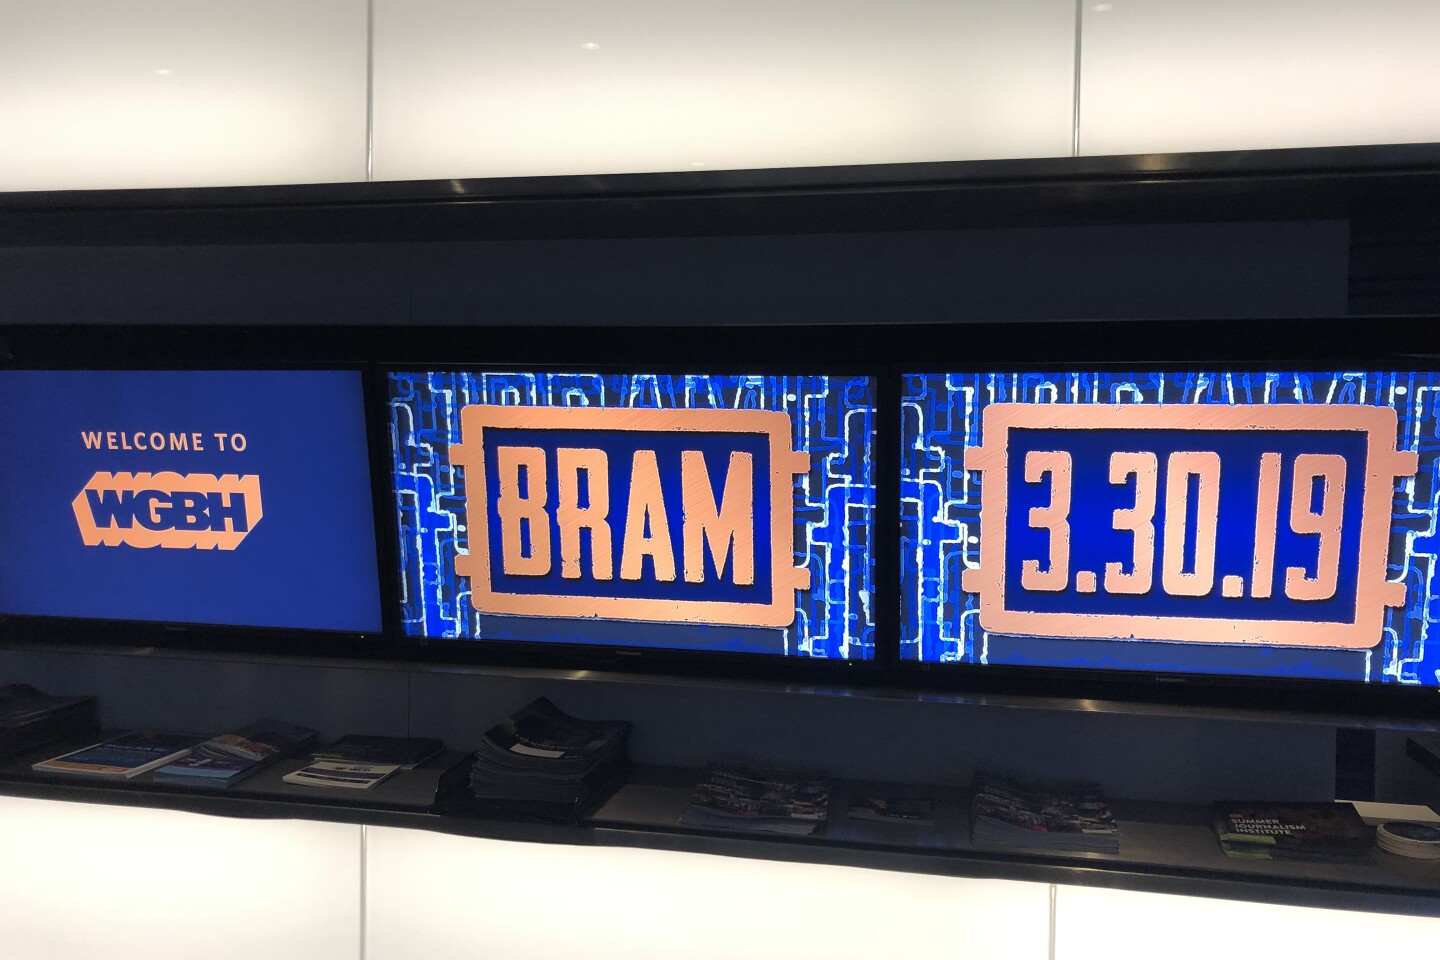 WELCOME TO
WGBH
BRAM
3.30.19
SUMMER
JOURNALISM
INSTITUTE